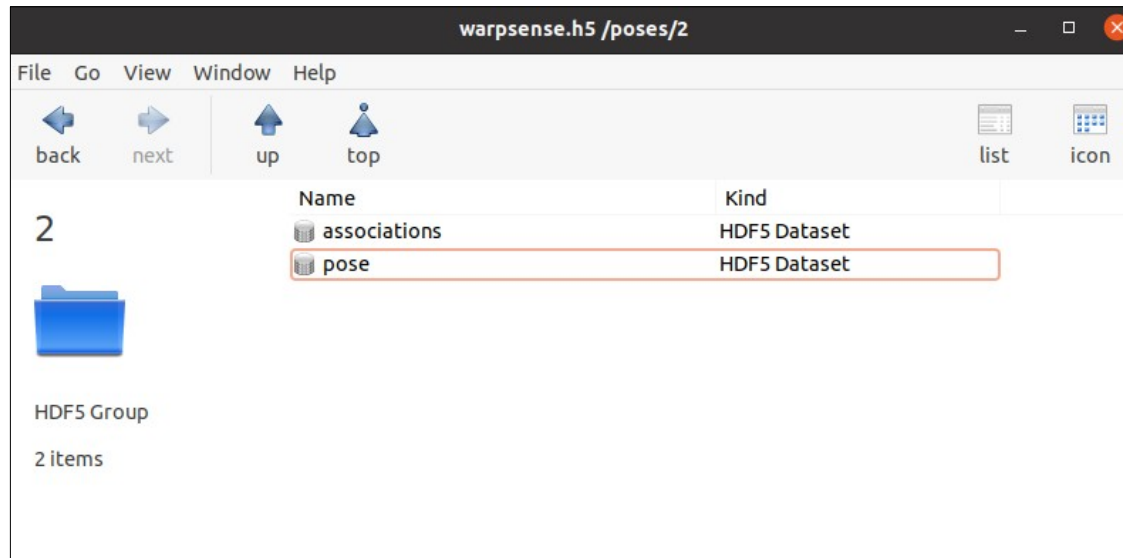 warpsense.h5 /poses/2
File Go View Window Help
back next up top list icon
Name Kind
2
associations HDF5 Dataset
pose HDF5 Dataset
HDF5 Group
2 items